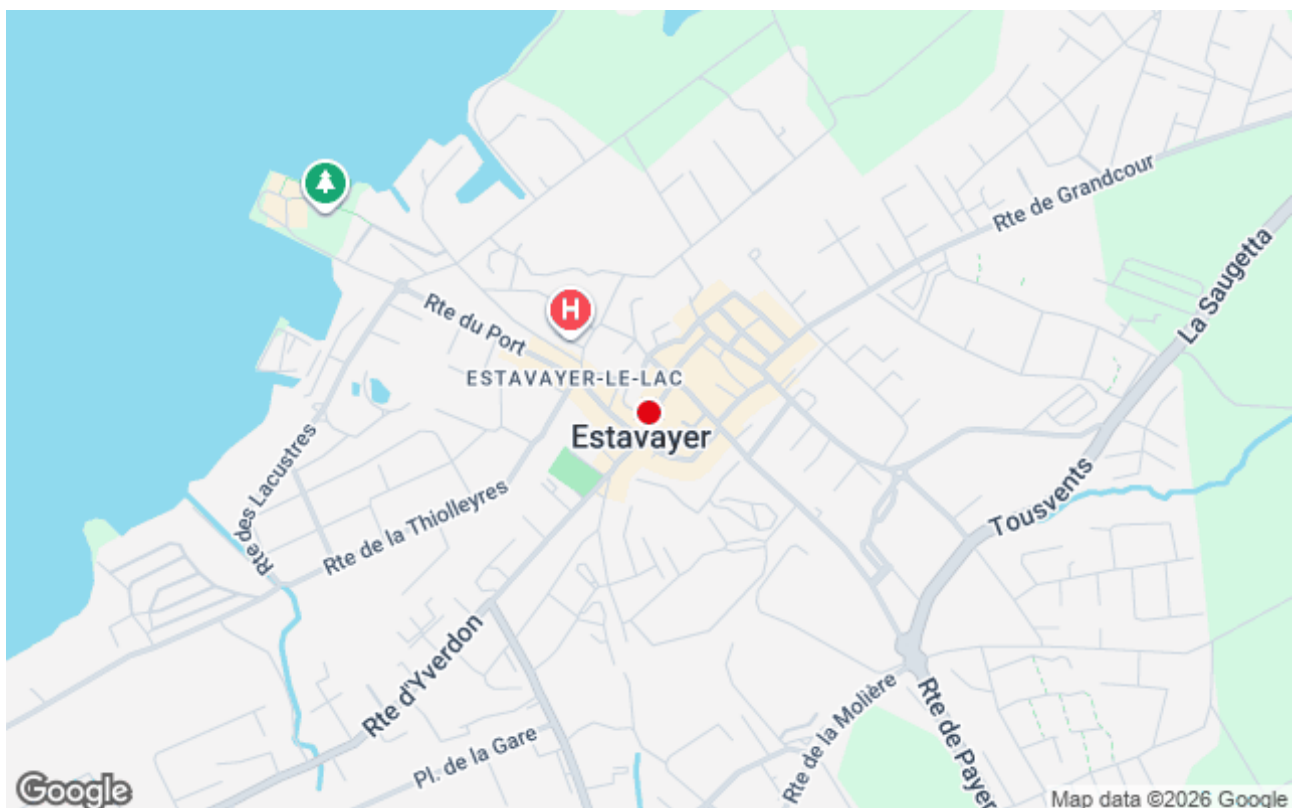 Rte de Grandcour
La Saugetta
Rte du Port
H
ESTAVAYER-LE-LAC
Estavayer
Rte des Lacustres
Rte de la Thiolleyres
Tousvents
Rte d'Yverdon
Pl. de la Gare
Rte de la Molière
Rte de Payer
Google
Map data ©2026 Google